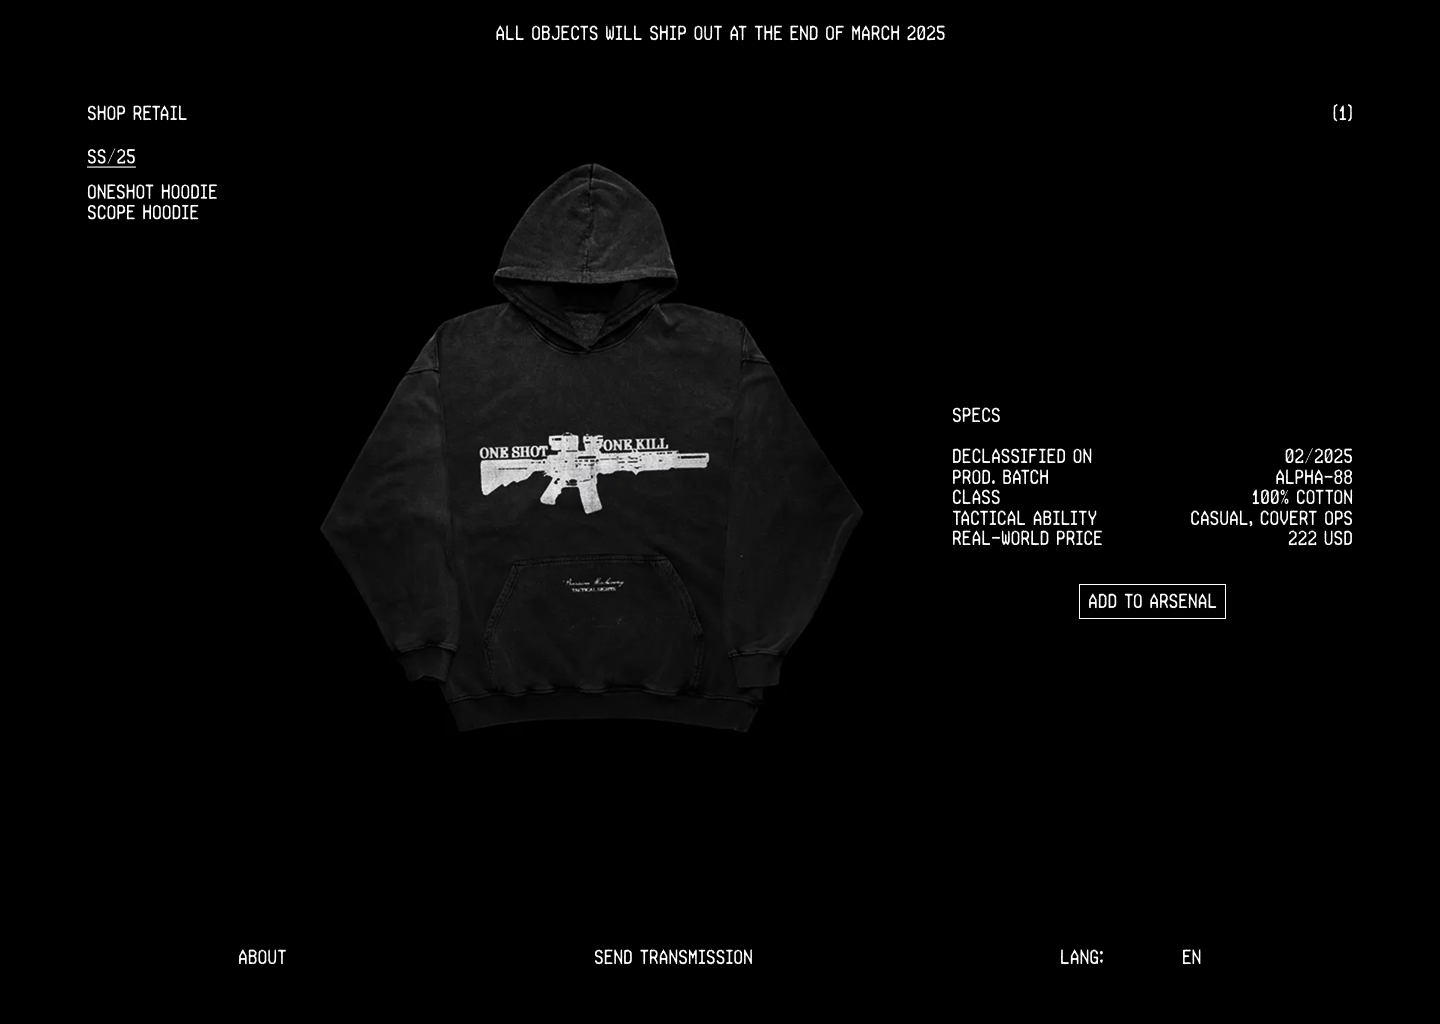 ALL OBJECTS WILL SHIP OUT AT THE END OF MARCH 2025
SHOP RETAIL
(1)
SS/25
ONESHOT HOODIE
SCOPE HOODIE
ONE SHOT ONE KILL
SPECS
DECLASSIFIED ON 02/2025
PROD. BATCH ALPHA-88
CLASS 100% COTTON
TACTICAL ABILITY CASUAL, COVERT OPS
REAL-WORLD PRICE 222 USD
ADD TO ARSENAL
ABOUT
SEND TRANSMISSION
LANG: EN